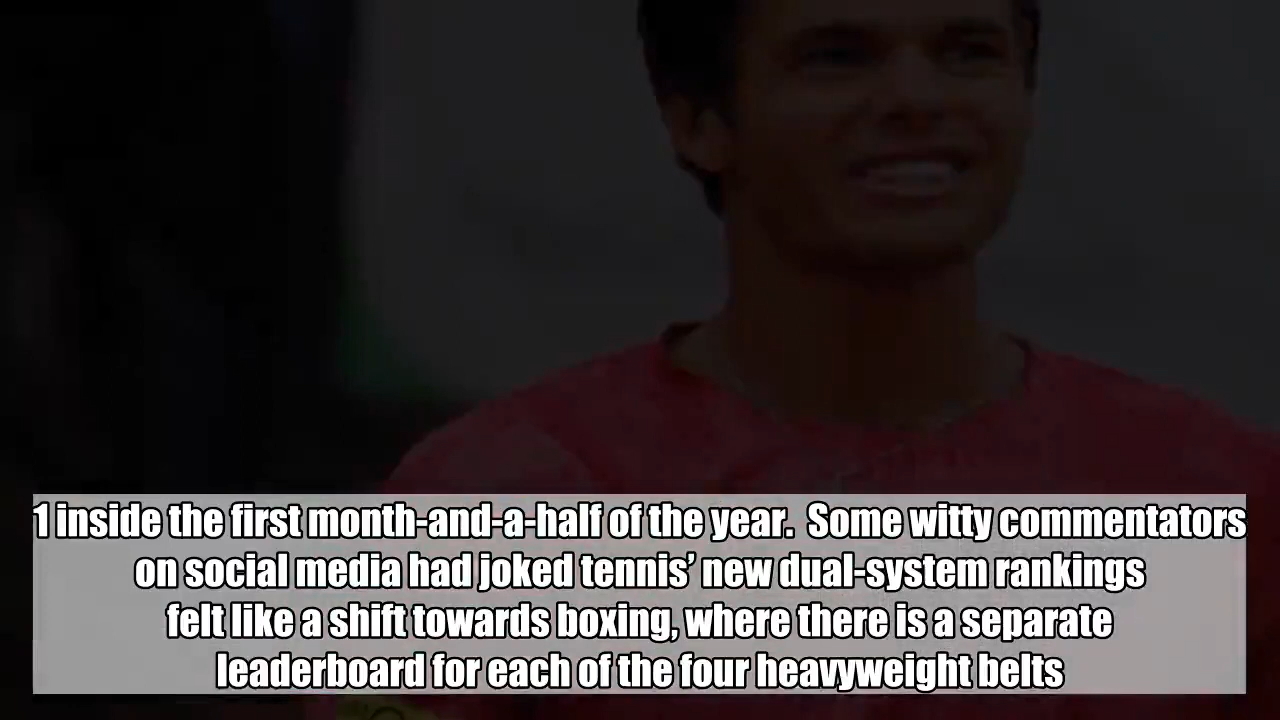 1 inside the first month-and-a-half of the year.  Some witty commentators
on social media had joked tennis’ new dual-system rankings
felt like a shift towards boxing, where there is a separate
leaderboard for each of the four heavyweight belts